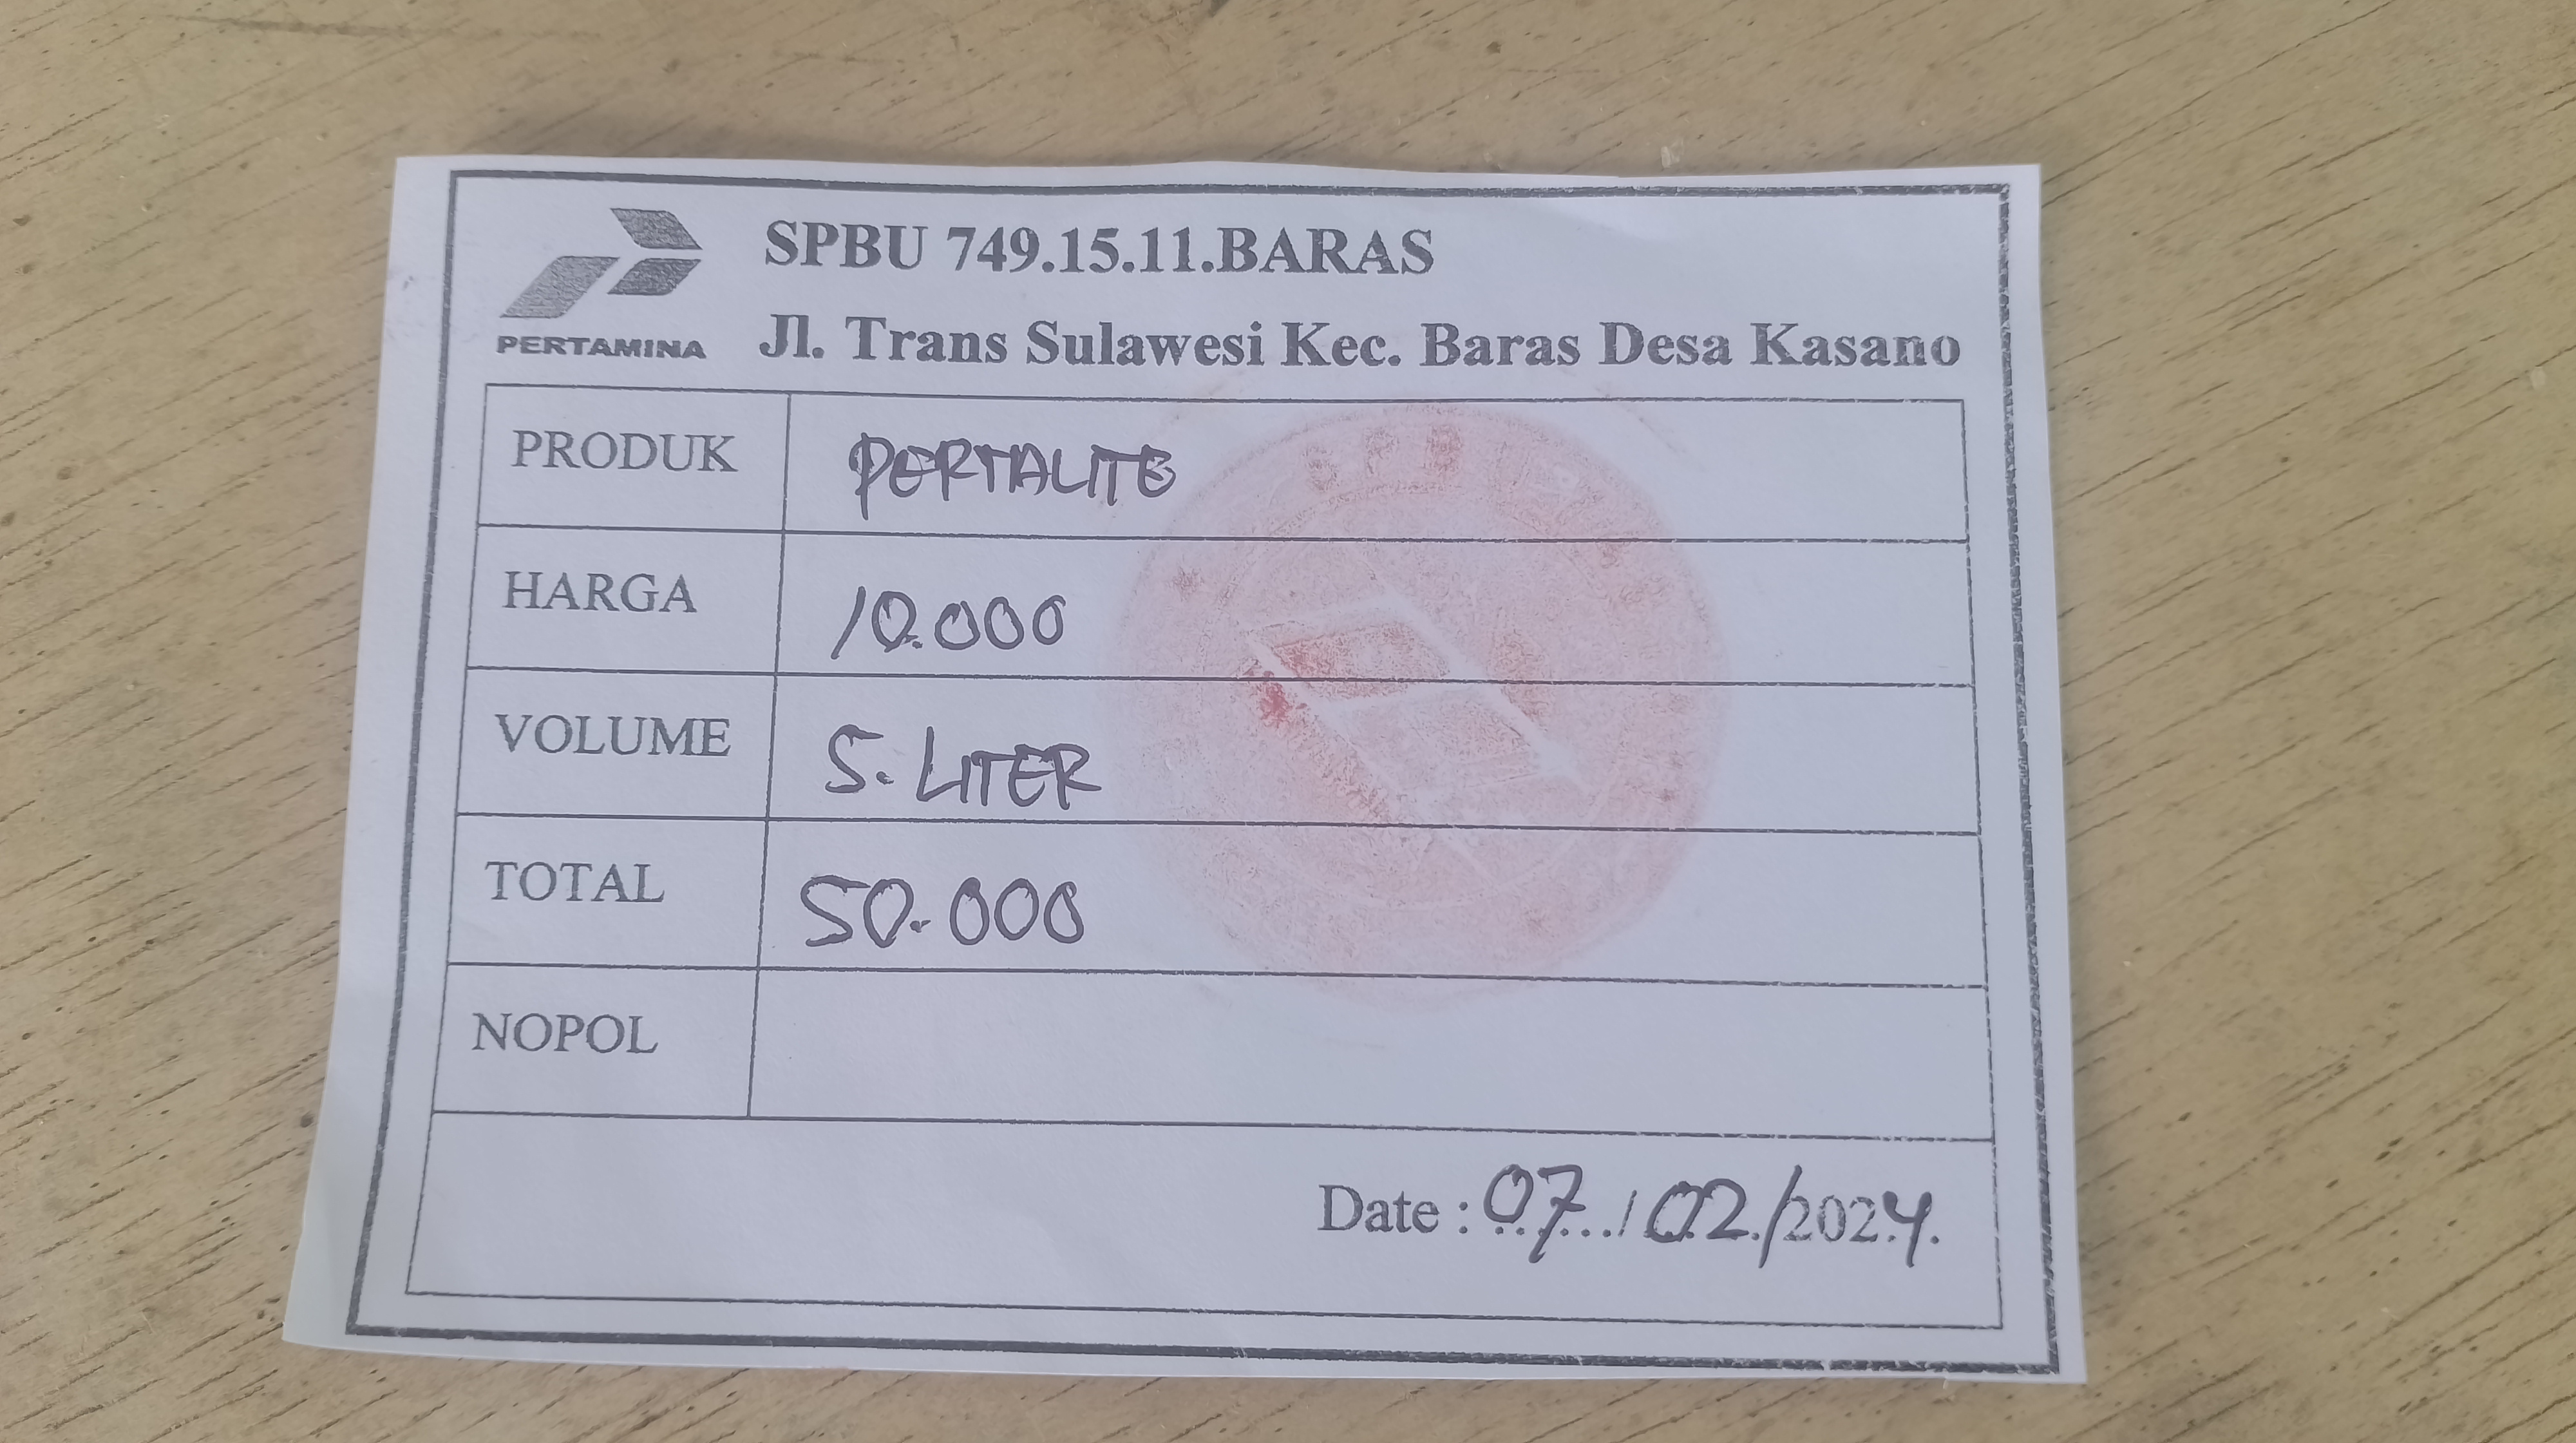 SPBU 749.15.11.BARAS
Jl. Trans Sulawesi Kec. Baras Desa Kasano
PERTAMINA
PRODUK PERTALITE
HARGA 10.000
VOLUME 5. LITER
TOTAL 50.000
NOPOL
Date : 07/02/2024.
SPBU